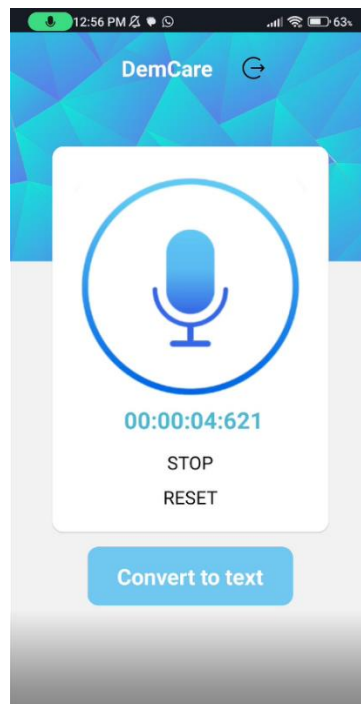 12:56 PM 63%
DemCare
00:00:04:621
STOP
RESET
Convert to text